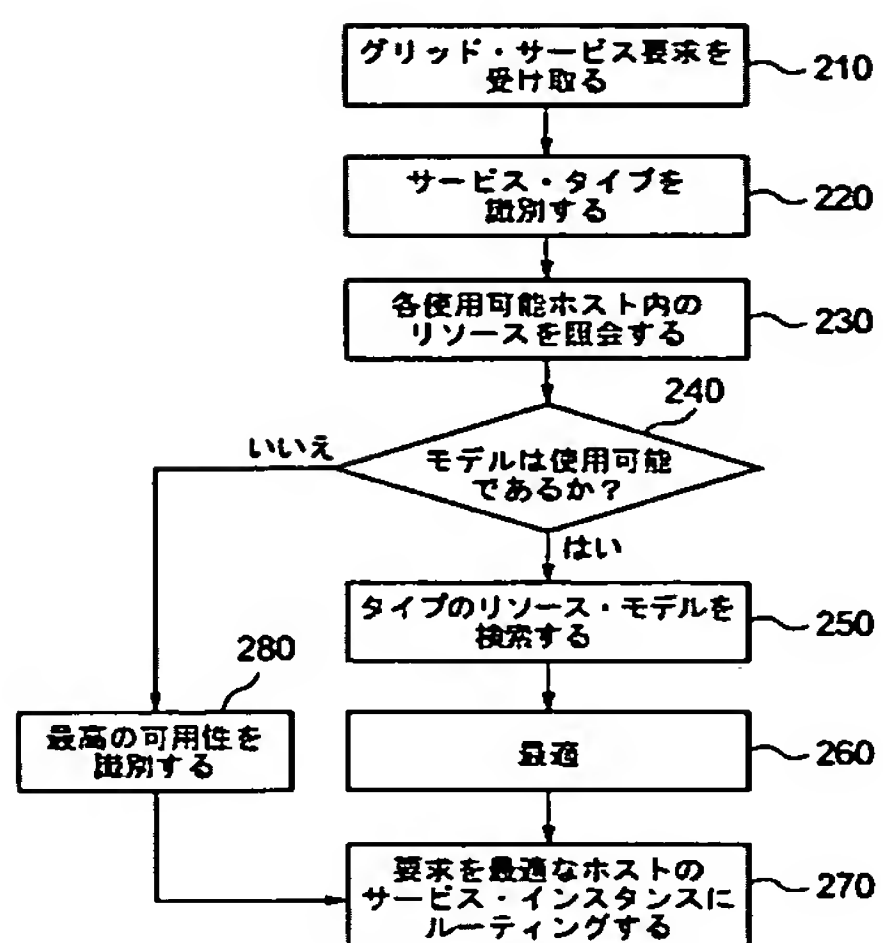 グリッド・サービス要求を
受け取る
210
サービス・タイプを
識別する
220
各使用可能ホスト内の
リソースを照会する
230
240
モデルは使用可能
であるか?
いいえ
はい
タイプのリソース・モデルを
検索する
250
280
最高の可用性を
識別する
最適
260
要求を最適なホストの
サービス・インスタンスに
ルーティングする
270